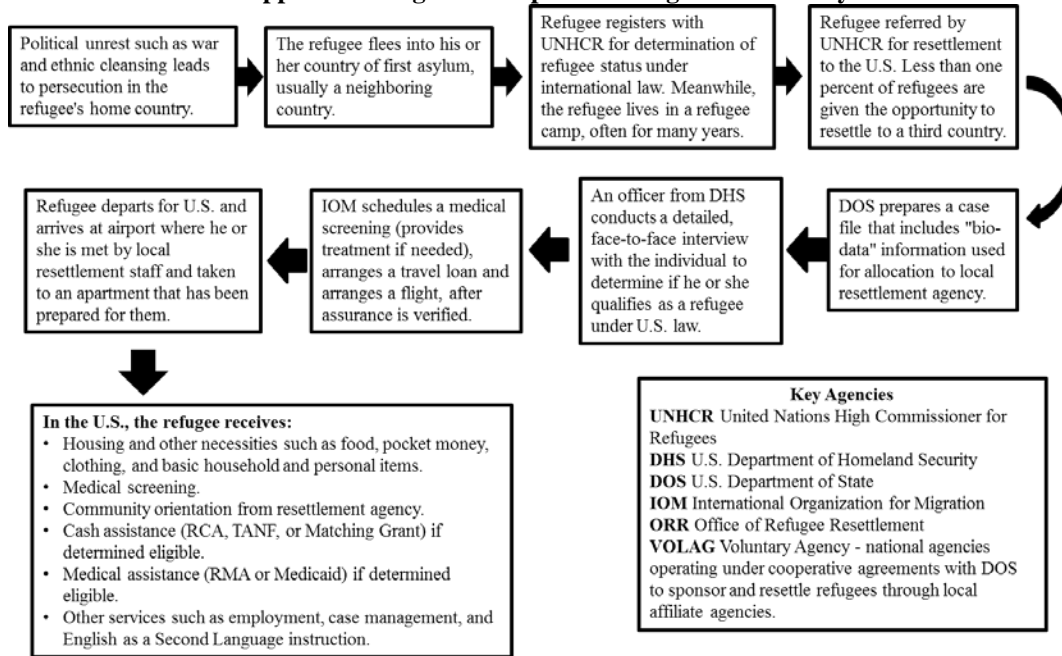 Political unrest such as war
and ethnic cleansing leads
to persecution in the
refugee's home country.
The refugee flees into his or
her country of first asylum,
usually a neighboring
country.
Refugee registers with
UNHCR for determination of
refugee status under
international law. Meanwhile,
the refugee lives in a refugee
camp, often for many years.
Refugee referred by
UNHCR for resettlement
to the U.S. Less than one
percent of refugees are
given the opportunity to
resettle to a third country.
DOS prepares a case
file that includes "bio-
data" information used
for allocation to local
resettlement agency.
An officer from DHS
conducts a detailed,
face-to-face interview
with the individual to
determine if he or she
qualifies as a refugee
under U.S. law.
IOM schedules a medical
screening (provides
treatment if needed),
arranges a travel loan and
arranges a flight, after
assurance is verified.
Refugee departs for U.S. and
arrives at airport where he or
she is met by local
resettlement staff and taken
to an apartment that has been
prepared for them.
In the U.S., the refugee receives:
• Housing and other necessities such as food, pocket money,
clothing, and basic household and personal items.
• Medical screening.
• Community orientation from resettlement agency.
• Cash assistance (RCA, TANF, or Matching Grant) if
determined eligible.
• Medical assistance (RMA or Medicaid) if determined
eligible.
• Other services such as employment, case management, and
English as a Second Language instruction.
Key Agencies
UNHCR United Nations High Commissioner for
Refugees
DHS U.S. Department of Homeland Security
DOS U.S. Department of State
IOM International Organization for Migration
ORR Office of Refugee Resettlement
VOLAG Voluntary Agency - national agencies
operating under cooperative agreements with DOS
to sponsor and resettle refugees through local
affiliate agencies.